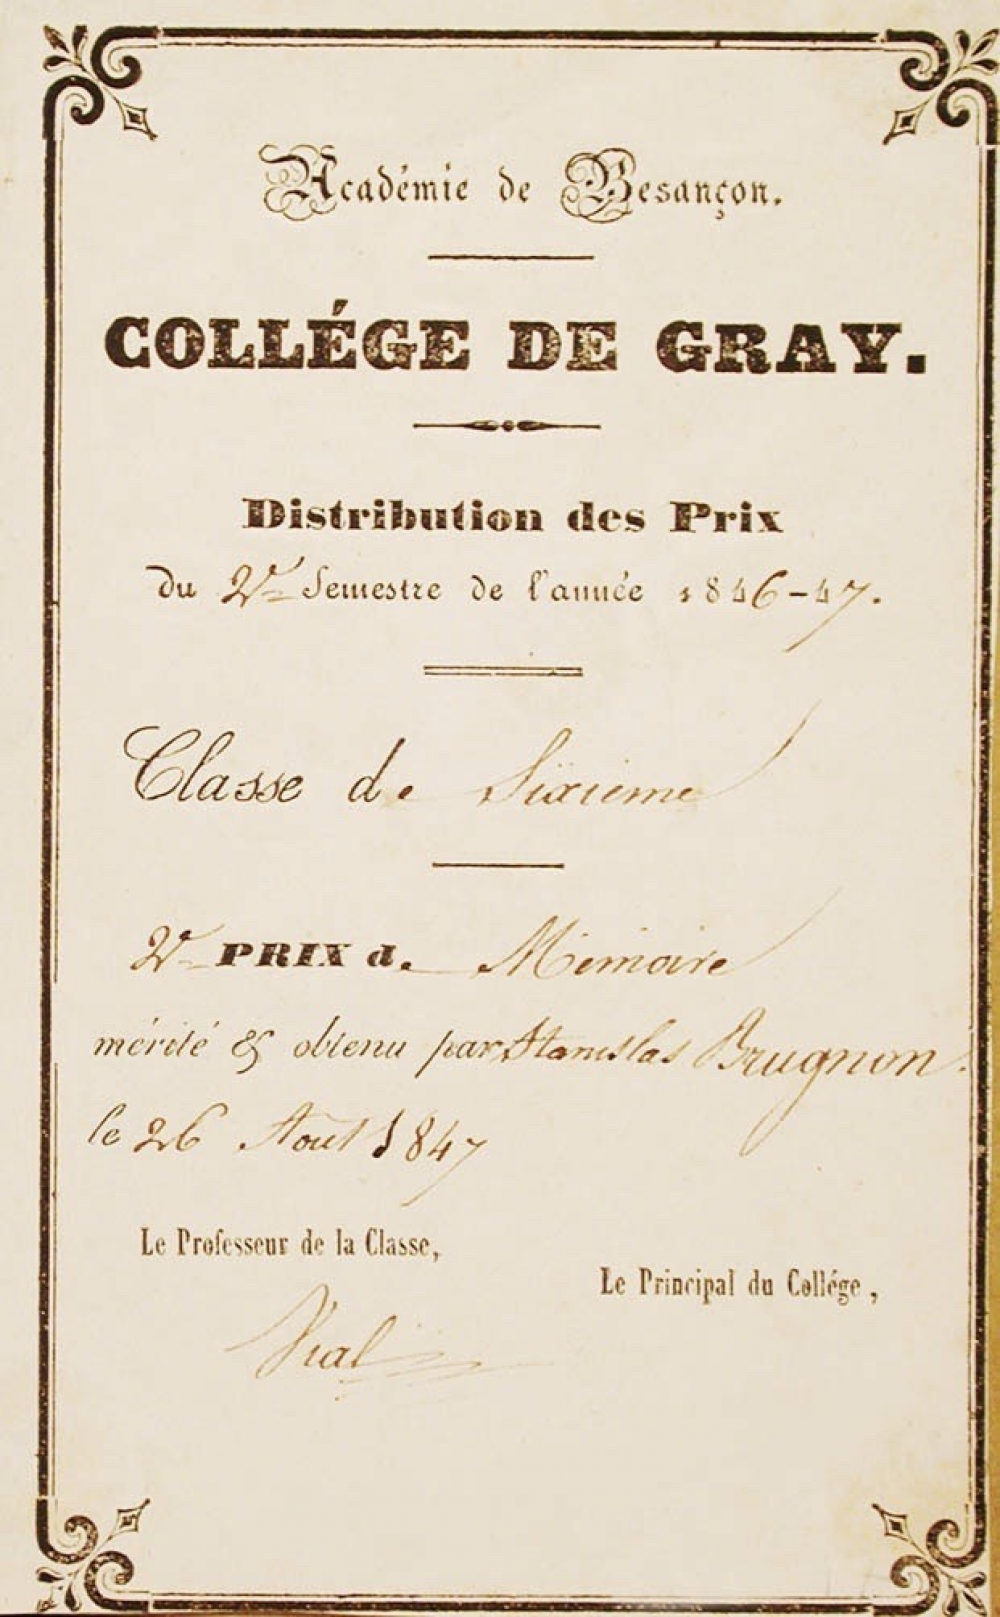 Académie de Besançon.
COLLÉGE DE GRAY.
Distribution des Prix
du 2e Semestre de l'année 1846-47.
Classe de Sixième
2e PRIX de Mémoire
mérité & obtenu par Stanislas Brugnon.
le 26 Aout 1847
Le Professeur de la Classe,
Le Principal du Collége,
Vial